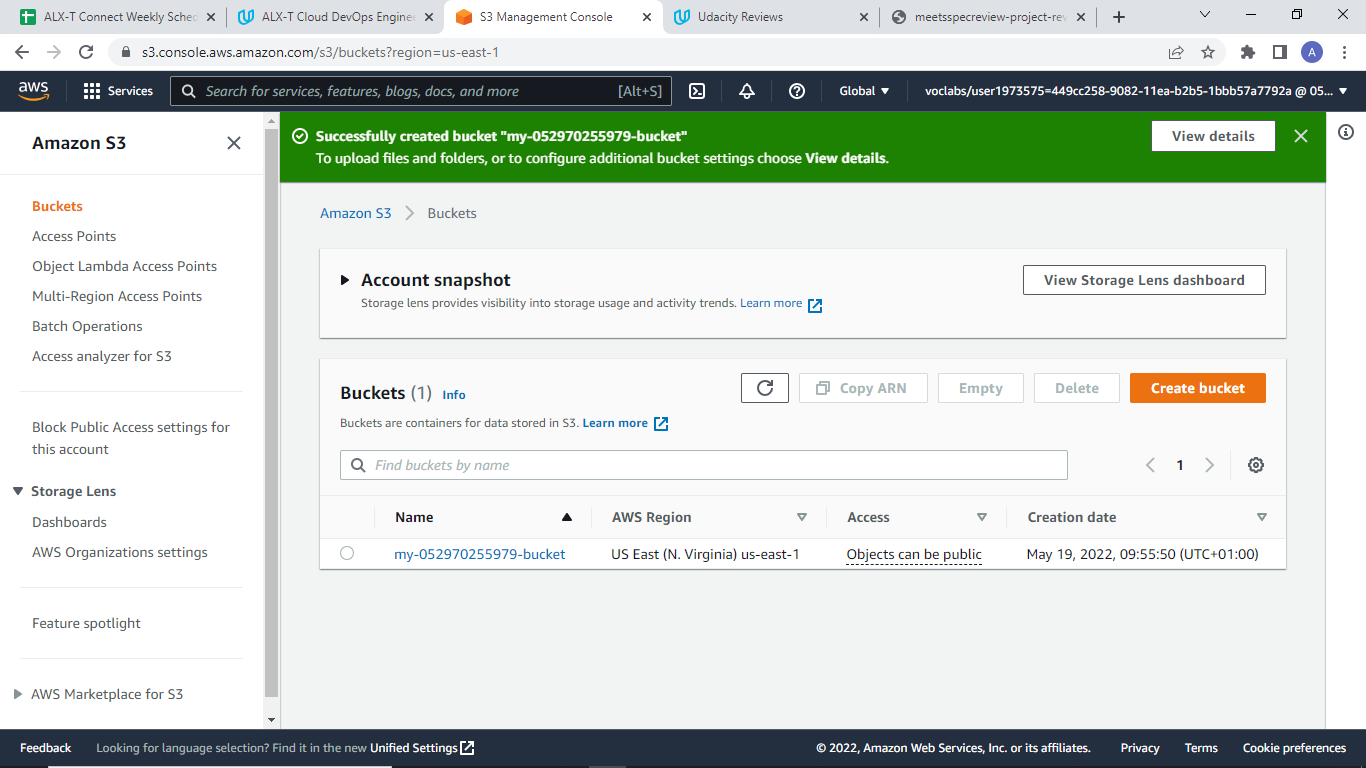 ALX-T Connect Weekly Sched
ALX-T Cloud DevOps Enginee
S3 Management Console
Udacity Reviews
meetsspecreview-project-rev
s3.console.aws.amazon.com/s3/buckets?region=us-east-1
A
aws
Services
Search for services, features, blogs, docs, and more
[Alt+S]
Global
voclabs/user1973575=449cc258-9082-11ea-b2b5-1bbb57a7792a @ 05...
Amazon S3
Buckets
Access Points
Object Lambda Access Points
Multi-Region Access Points
Batch Operations
Access analyzer for S3
Block Public Access settings for
this account
Storage Lens
Dashboards
AWS Organizations settings
Feature spotlight
AWS Marketplace for S3
Successfully created bucket "my-052970255979-bucket"
To upload files and folders, or to configure additional bucket settings choose View details.
View details
Amazon S3
Buckets
Account snapshot
Storage lens provides visibility into storage usage and activity trends. Learn more
View Storage Lens dashboard
Buckets (1) Info
Buckets are containers for data stored in S3. Learn more
Copy ARN
Empty
Delete
Create bucket
Find buckets by name
1
Name
AWS Region
Access
Creation date
my-052970255979-bucket
US East (N. Virginia) us-east-1
Objects can be public
May 19, 2022, 09:55:50 (UTC+01:00)
Feedback
Looking for language selection? Find it in the new Unified Settings
© 2022, Amazon Web Services, Inc. or its affiliates.
Privacy
Terms
Cookie preferences